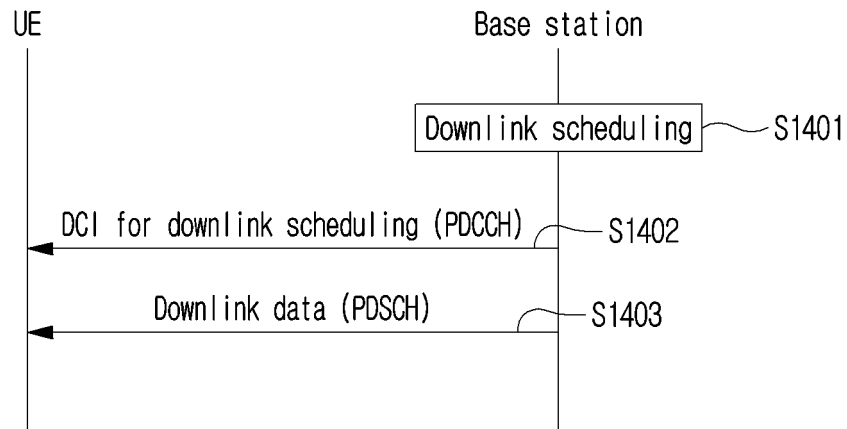 UE
Base station
Downlink scheduling
S1401
DCI for downlink scheduling (PDCCH)
S1402
Downlink data (PDSCH)
S1403